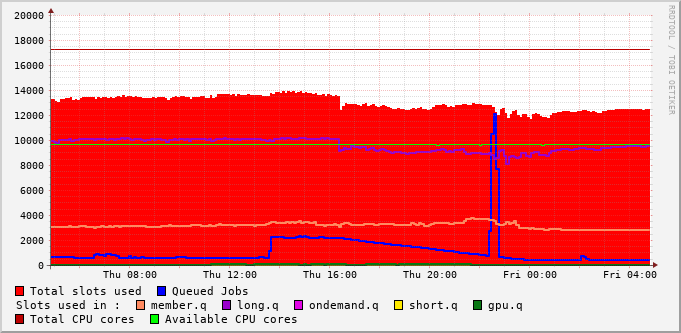 20000
18000
16000
14000
12000
10000
8000
6000
4000
2000
0
Thu 08:00 Thu 12:00 Thu 16:00 Thu 20:00 Fri 00:00 Fri 04:00
RRDTOOL / TOBI OETIKER
Total slots used Queued Jobs
Slots used in : member.q long.q ondemand.q short.q gpu.q
Total CPU cores Available CPU cores